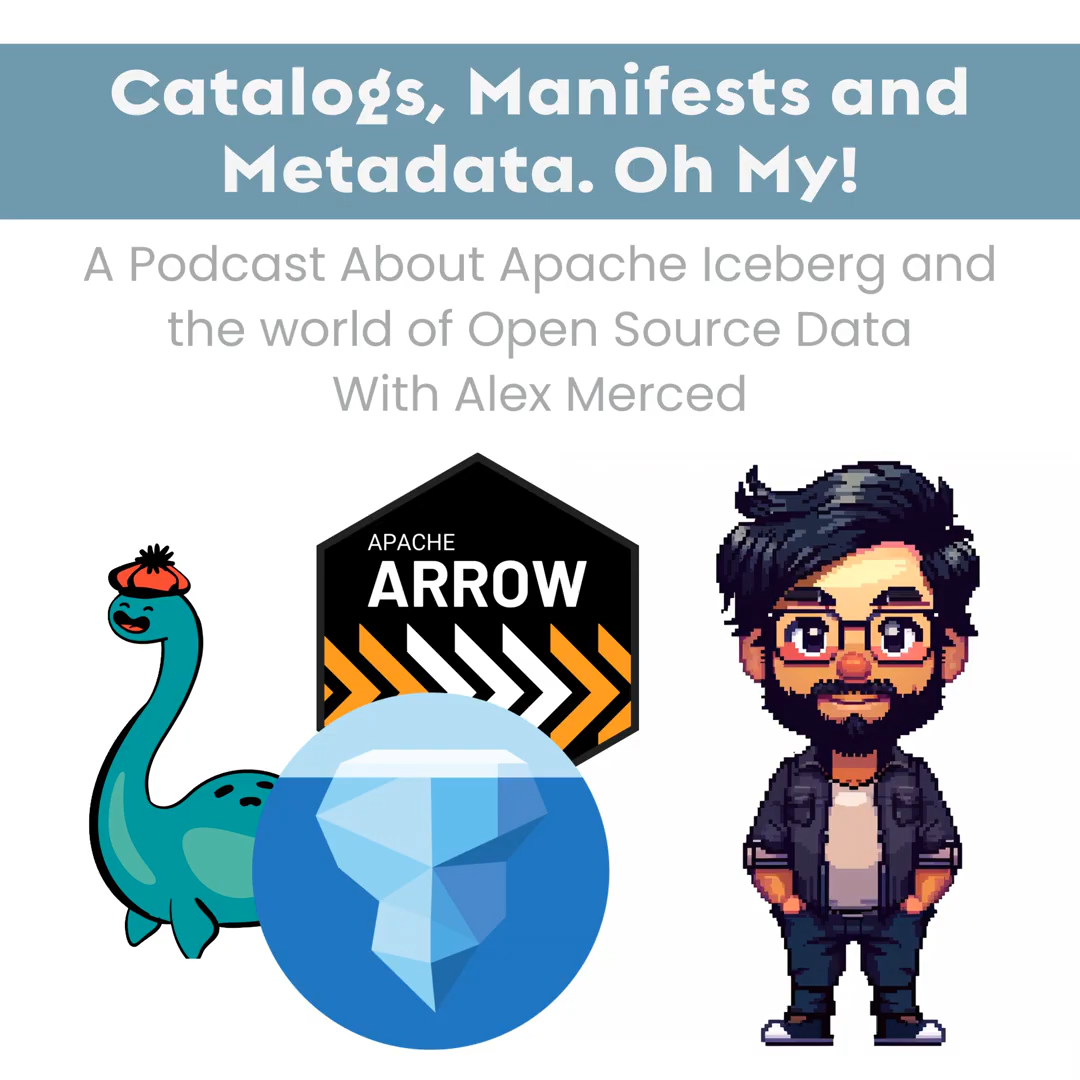 Catalogs, Manifests and
Metadata. Oh My!
A Podcast About Apache Iceberg and
the world of Open Source Data
With Alex Merced
APACHE
ARROW